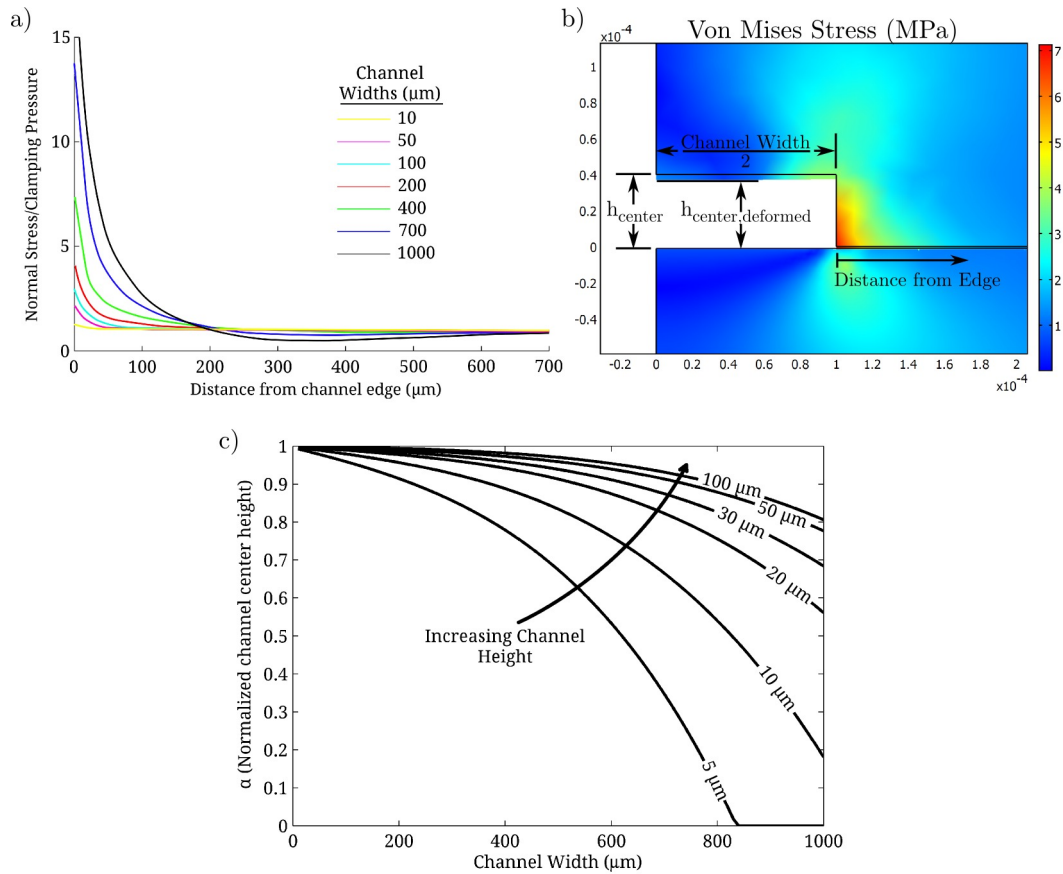 a)
15
10
5
0
Normal Stress/Clamping Pressure
Channel
Widths (µm)
10
50
100
200
400
700
1000
0 100 200 300 400 500 600 700
Distance from channel edge (µm)
b)
Von Mises Stress (MPa)
x10⁻⁴
1
0.8
0.6
0.4
0.2
0
-0.2
-0.4
Channel Width
2
h_center
h_center,deformed
Distance from Edge
-0.2 0 0.2 0.4 0.6 0.8 1 1.2 1.4 1.6 1.8 2
x10⁻⁴
7
6
5
4
3
2
1
c)
1
0.9
0.8
0.7
0.6
0.5
0.4
0.3
0.2
0.1
0
α (Normalized channel center height)
100 µm
50 µm
30 µm
20 µm
10 µm
5 µm
Increasing Channel
Height
0 200 400 600 800 1000
Channel Width (µm)